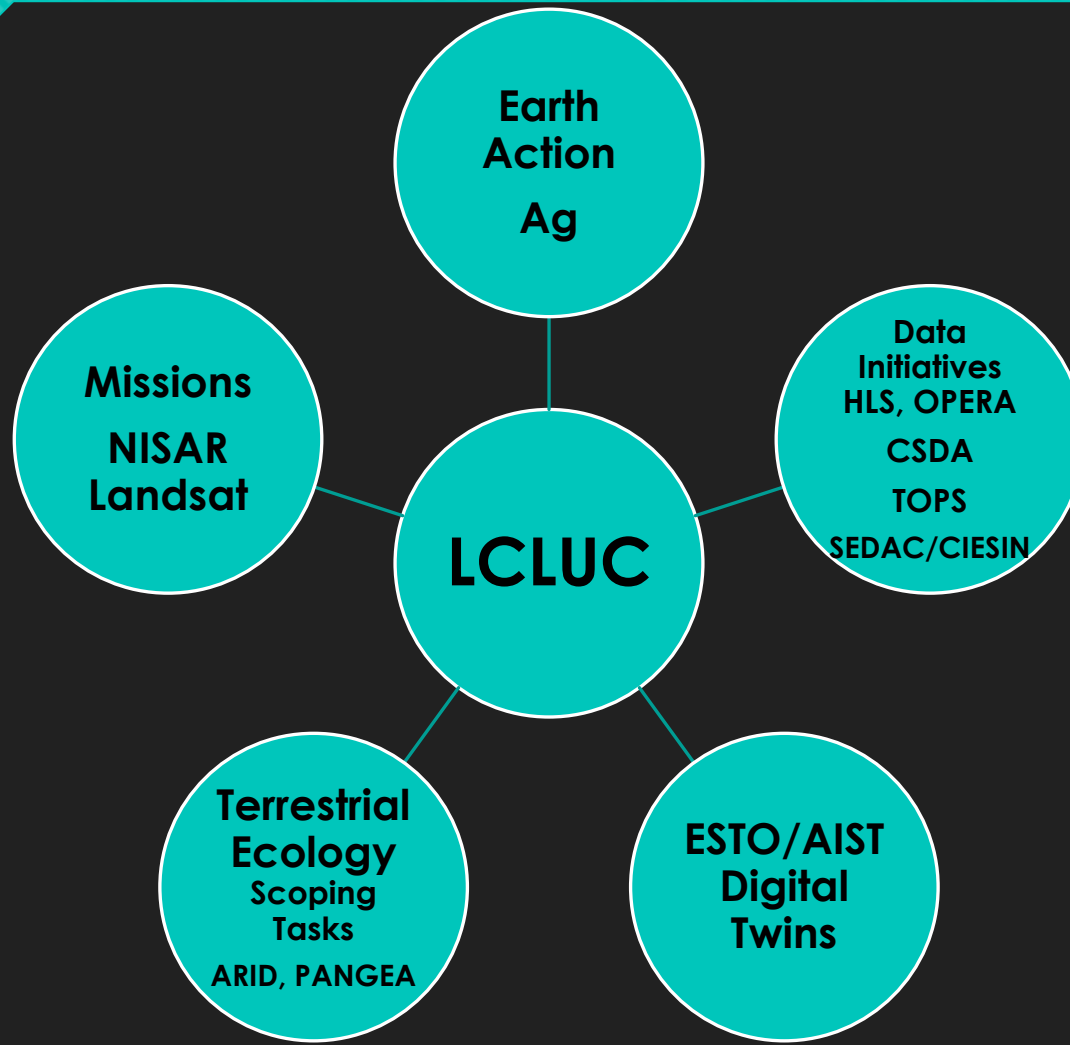 Earth
Action
Ag
Missions
NISAR
Landsat
Data
Initiatives
HLS, OPERA
CSDA
TOPS
SEDAC/CIESIN
LCLUC
Terrestrial
Ecology
Scoping
Tasks
ARID, PANGEA
ESTO/AIST
Digital
Twins